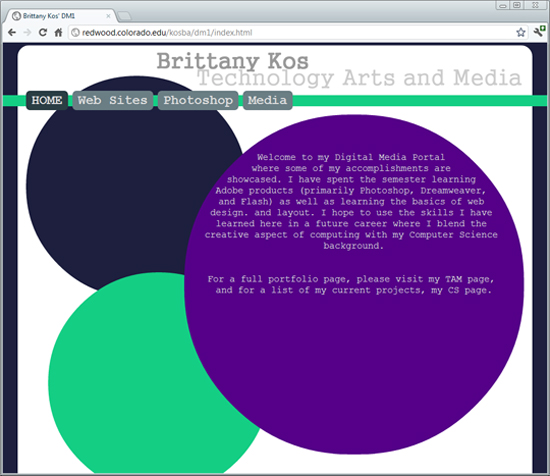 Brittany Kos' DM1
redwood.colorado.edu/kosba/dm1/index.html
Brittany Kos
Technology Arts and Media
HOME Web Sites Photoshop Media
Welcome to my Digital Media Portal
where some of my accomplishments are
showcased. I have spent the semester learning
Adobe products (primarily Photoshop, Dreamweaver,
and Flash) as well as learning the basics of web
design. and layout. I hope to use the skills I have
learned here in a future career where I blend the
creative aspect of computing with my Computer Science
background.
For a full portfolio page, please visit my TAM page,
and for a list of my current projects, my CS page.